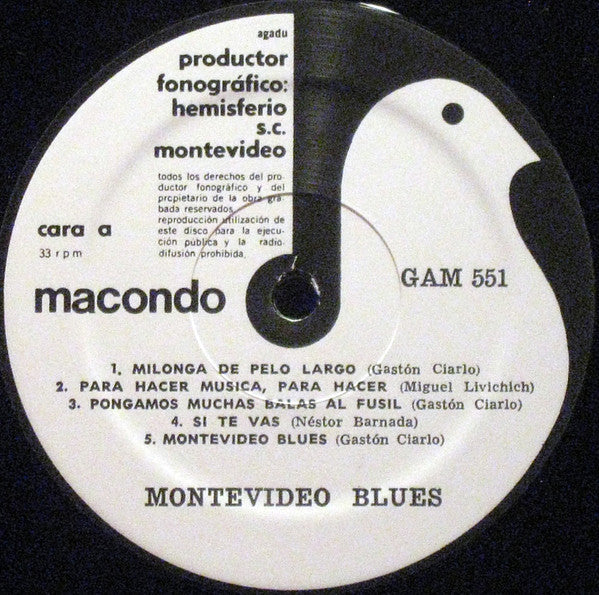 agadu
productor
fonográfico:
hemisferio
s.c.
montevideo
todos los derechos del pro-
ductor fonográfico y del
propietario de la obra gra-
bada reservados.
reproducción utilización de
este disco para la ejecu-
ción pública y la radio-
difusión prohibida.
cara a
33 rpm
macondo
GAM 551
1. MILONGA DE PELO LARGO (Gastón Ciarlo)
2. PARA HACER MUSICA, PARA HACER (Miguel Livichich)
3. PONGAMOS MUCHAS BALAS AL FUSIL (Gastón Ciarlo)
4. SI TE VAS (Néstor Barnada)
5. MONTEVIDEO BLUES (Gastón Ciarlo)
MONTEVIDEO BLUES